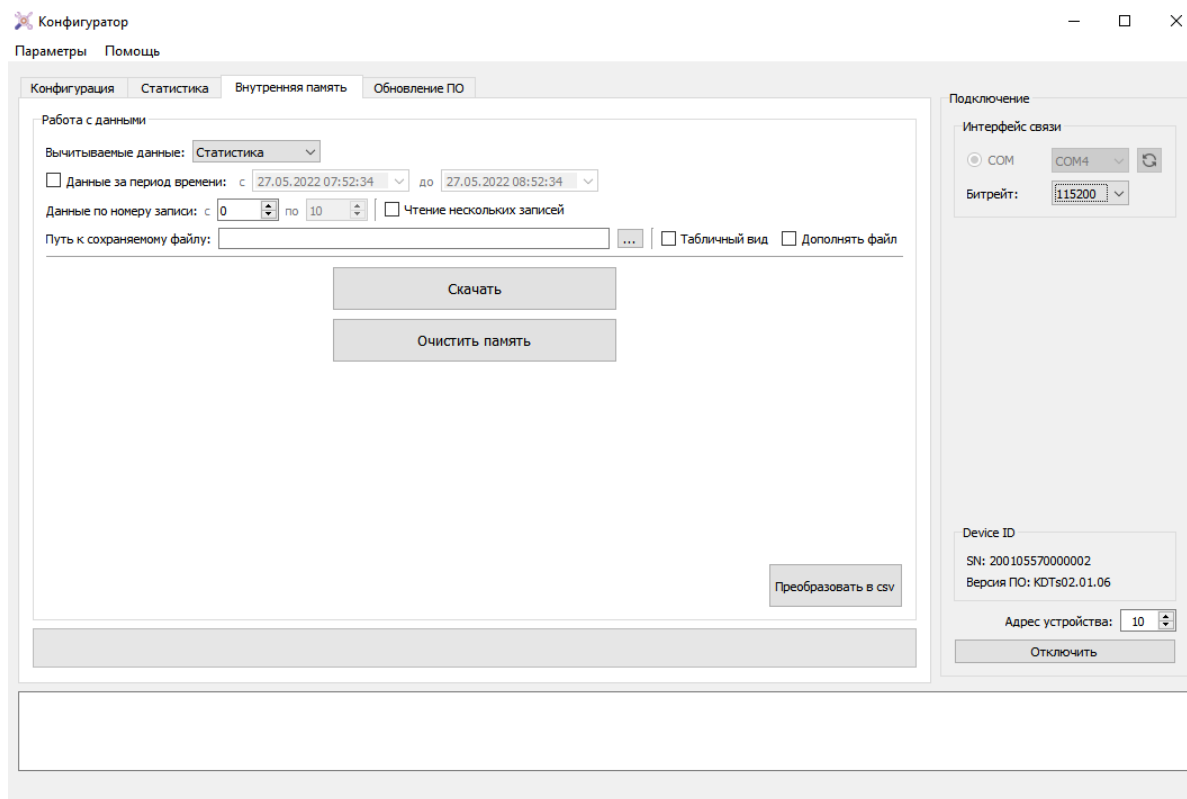 Конфигуратор
Параметры Помощь
Конфигурация Статистика Внутренняя память Обновление ПО
Работа с данными
Вычитываемые данные: Статистика
Данные за период времени: с 27.05.2022 07:52:34 до 27.05.2022 08:52:34
Данные по номеру записи: с 0 по 10 Чтение нескольких записей
Путь к сохраняемому файлу: ... Табличный вид Дополнять файл
Скачать
Очистить память
Преобразовать в csv
Подключение
Интерфейс связи
COM COM4
Битрейт: 115200
Device ID
SN: 200105570000002
Версия ПО: KDTs02.01.06
Адрес устройства: 10
Отключить